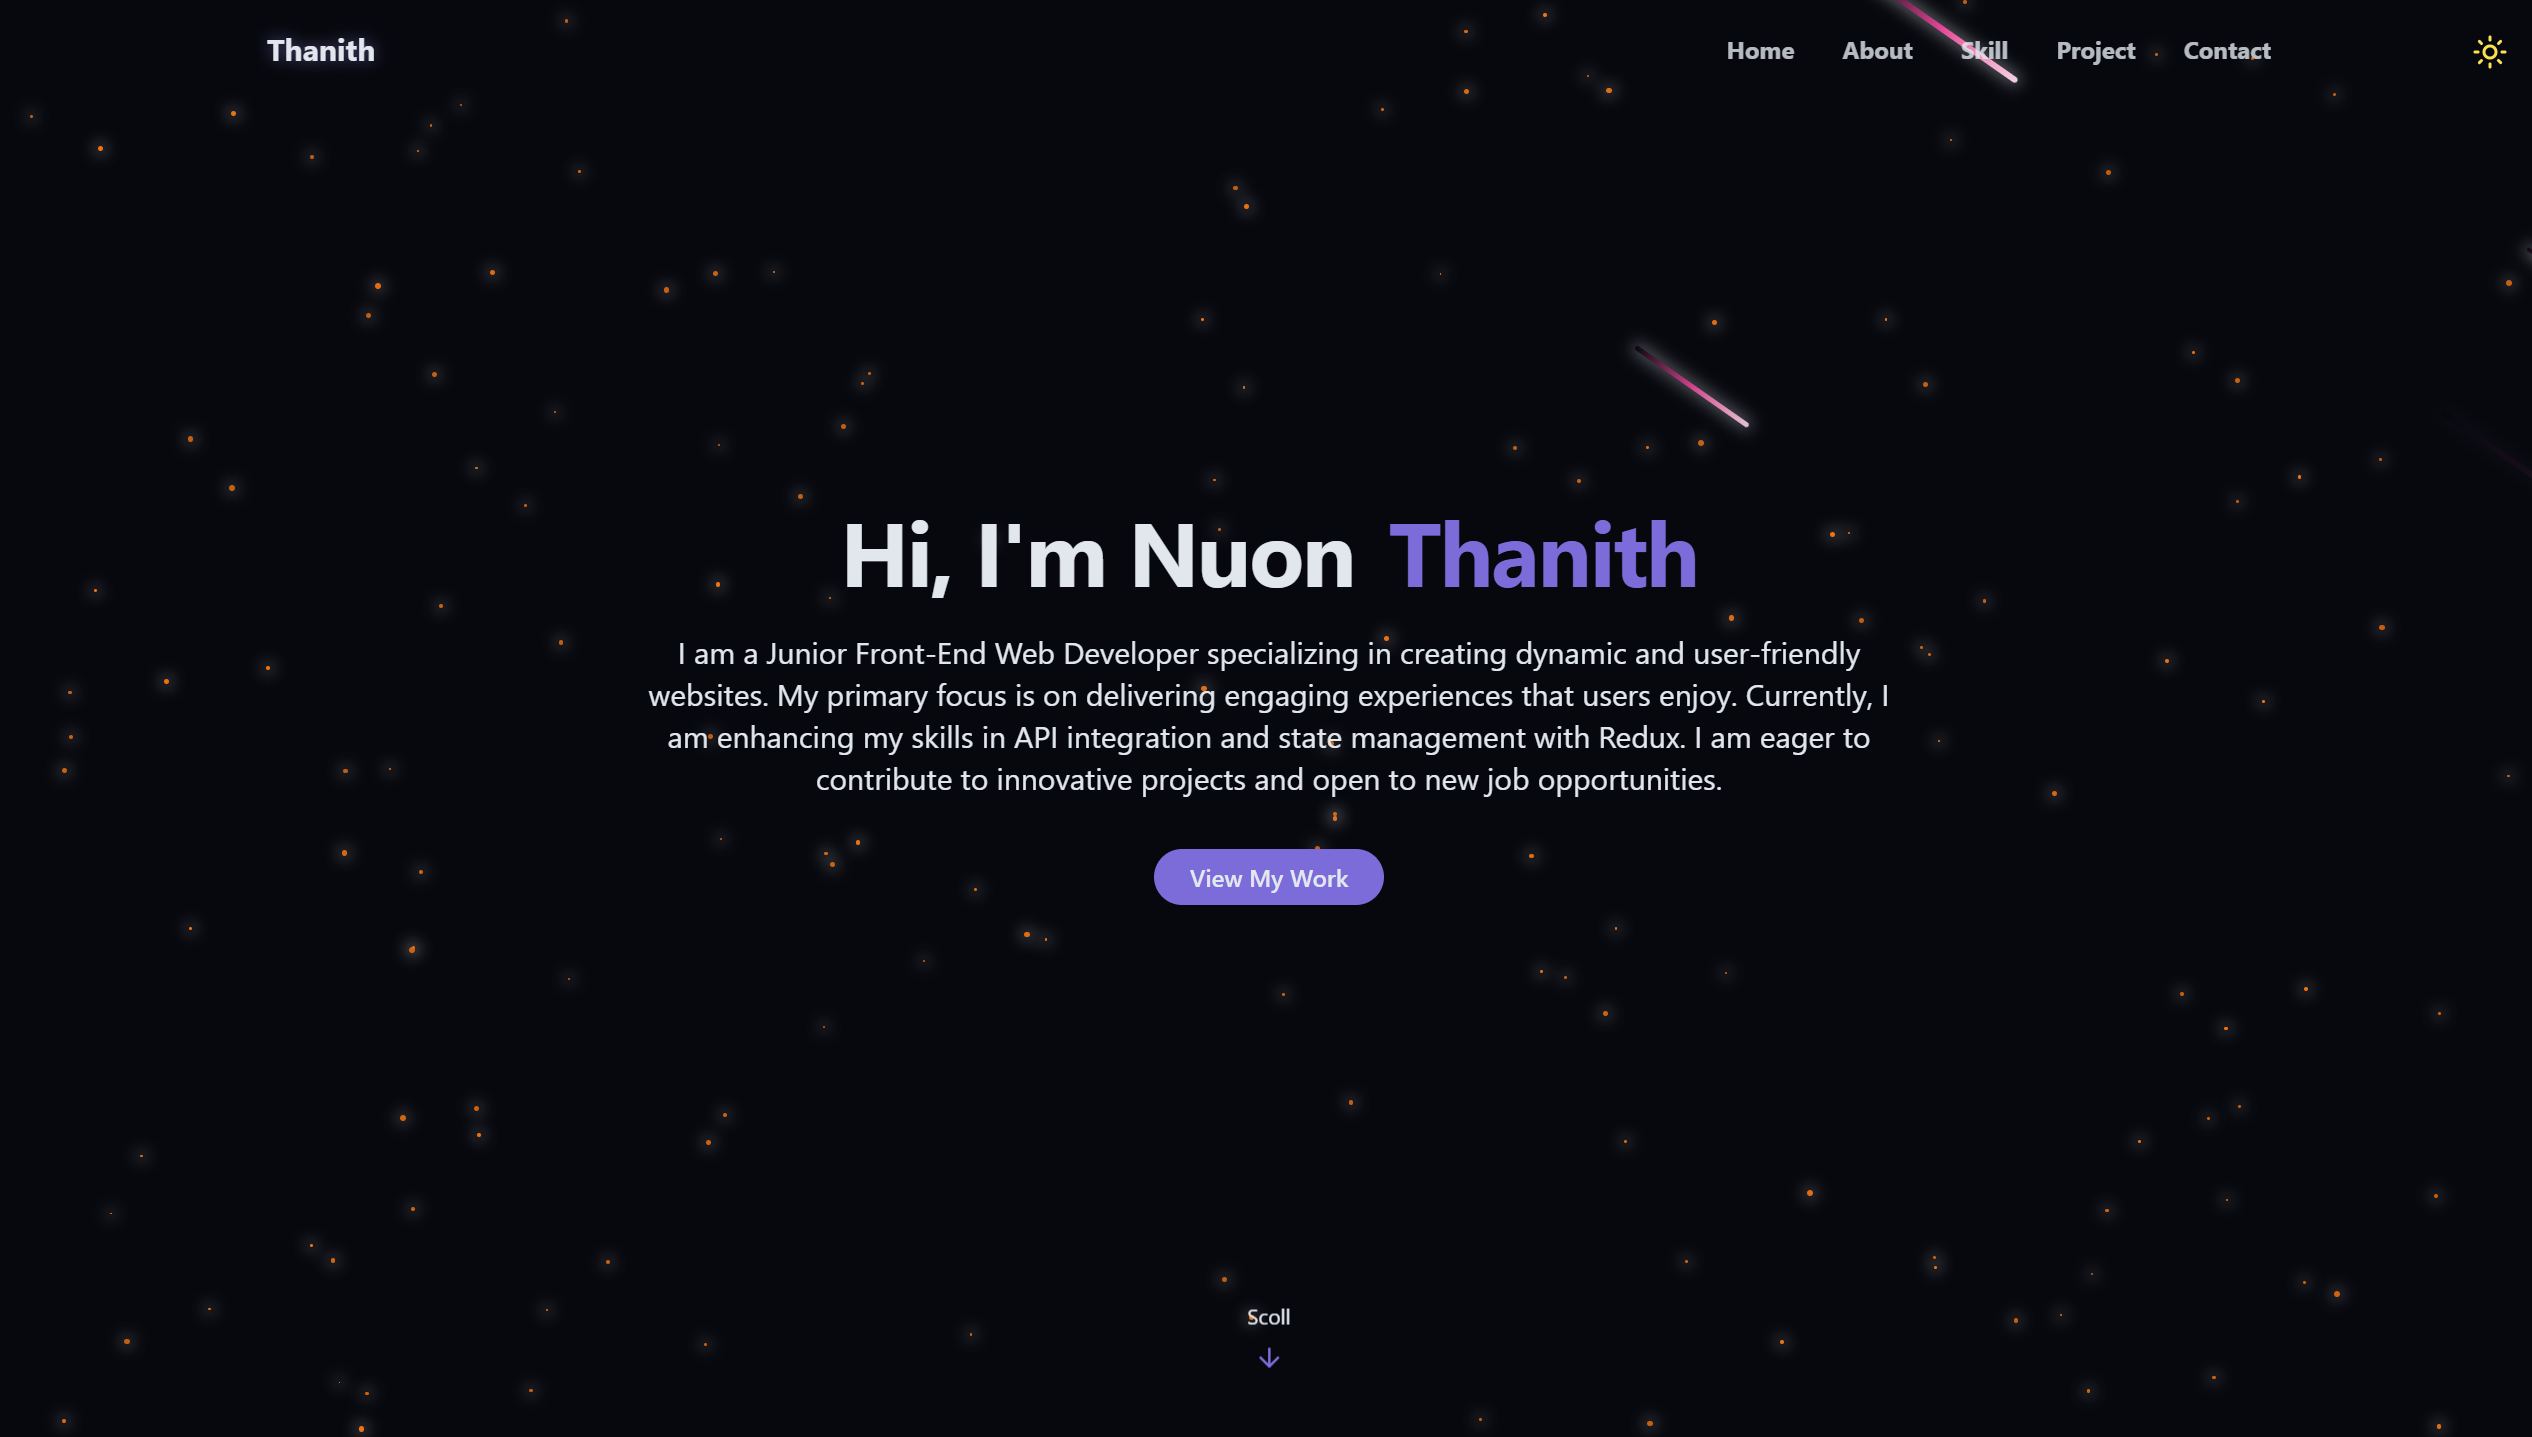 Thanith
Home About Skill Project Contact
Hi, I'm Nuon Thanith
I am a Junior Front-End Web Developer specializing in creating dynamic and user-friendly
websites. My primary focus is on delivering engaging experiences that users enjoy. Currently, I
am enhancing my skills in API integration and state management with Redux. I am eager to
contribute to innovative projects and open to new job opportunities.
View My Work
Scoll